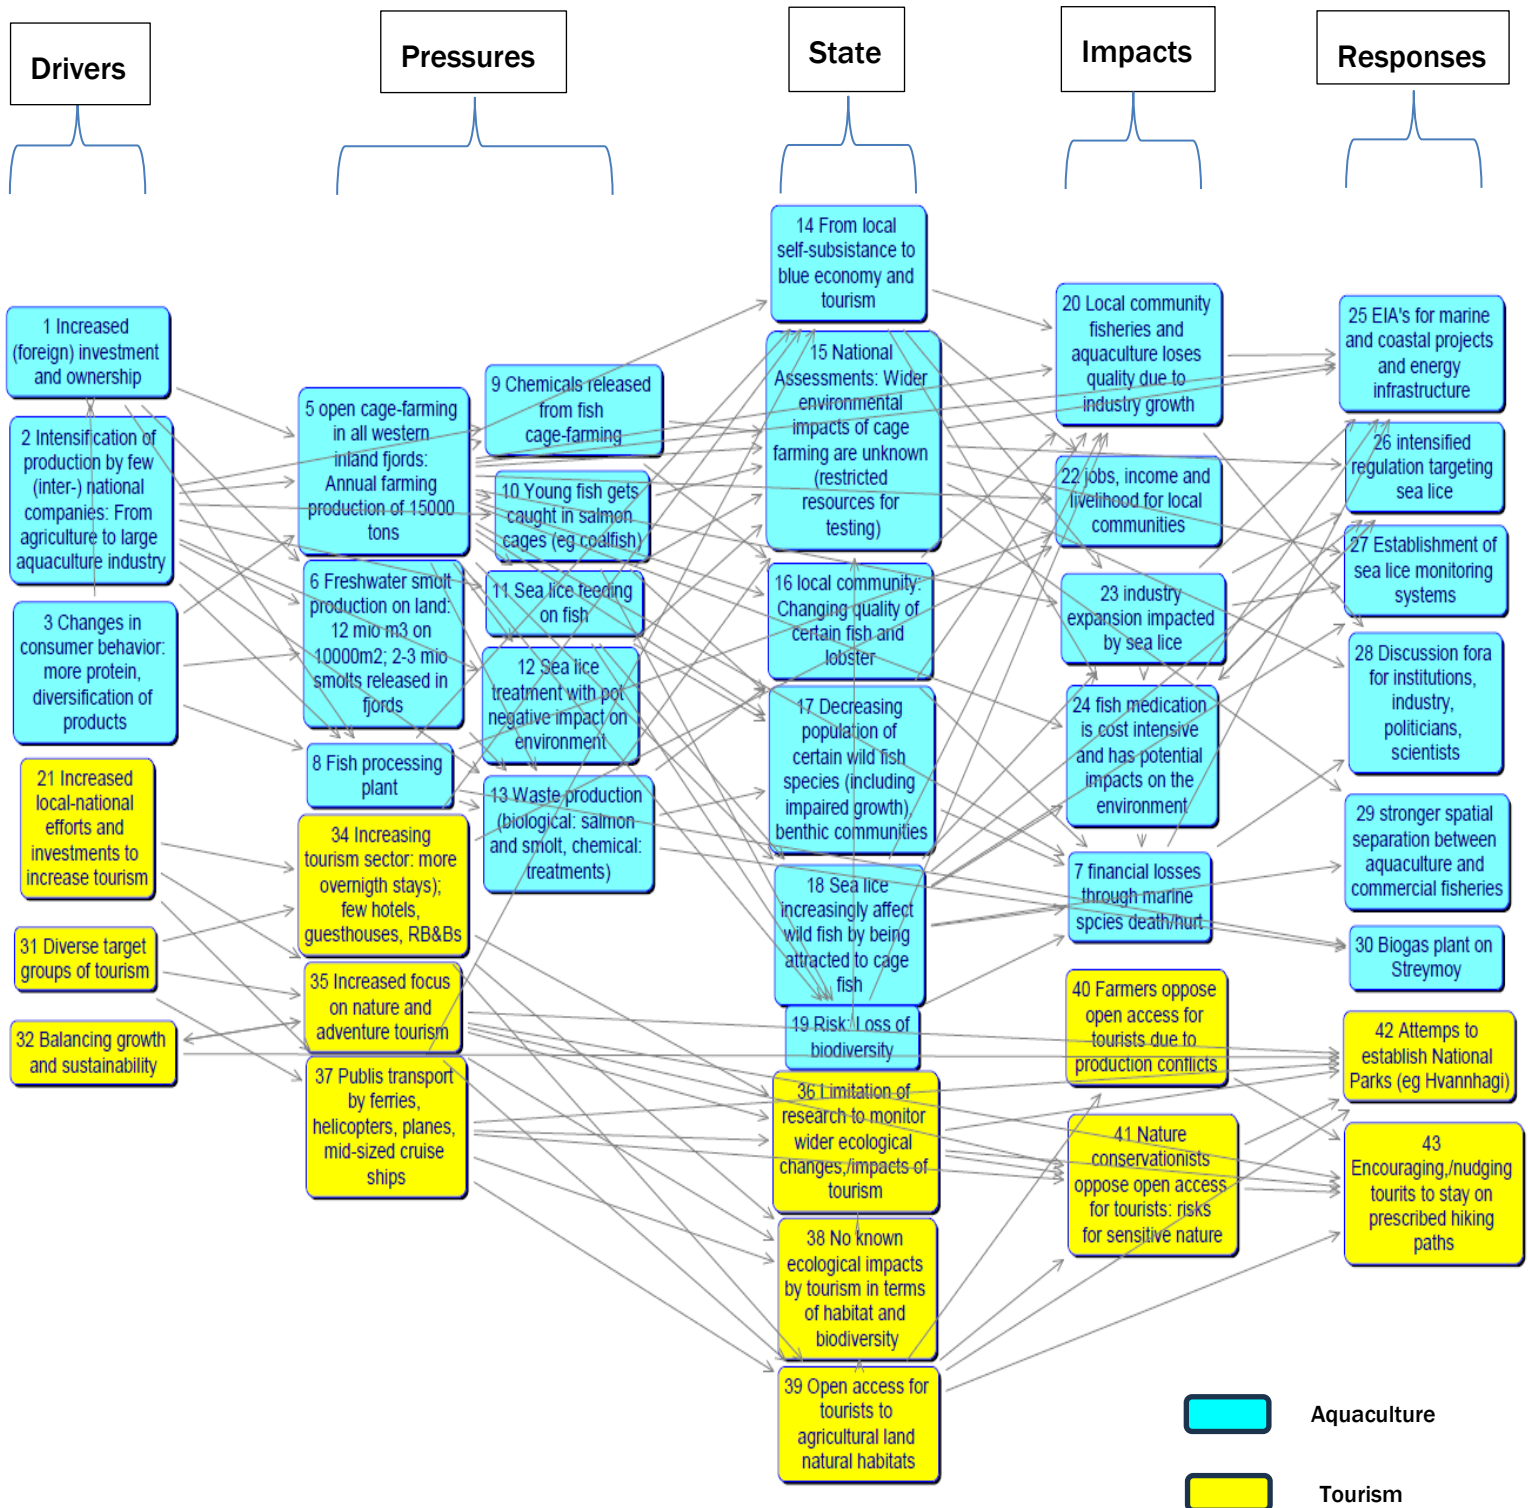 Drivers
Pressures
State
Impacts
Responses
1 Increased
(foreign) investment
and ownership
2 Intensification of
production by few
(inter-) national
companies: From
agriculture to large
aquaculture industry
3 Changes in
consumer behavior:
more protein,
diversification of
products
21 Increased
local-national
efforts and
investments to
increase tourism
31 Diverse target
groups of tourism
32 Balancing growth
and sustainability
5 open cage-farming
in all western
inland fjords:
Annual farming
production of 15000
tons
6 Freshwater smolt
production on land:
12 mio m3 on
10000m2; 2-3 mio
smolts released in
fjords
8 Fish processing
plant
34 Increasing
tourism sector: more
overnigth stays);
few hotels,
guesthouses, RB&Bs
35 Increased focus
on nature and
adventure tourism
37 Publis transport
by ferries,
helicopters, planes,
mid-sized cruise
ships
9 Chemicals released
from fish
cage-farming
10 Young fish gets
caught in salmon
cages (eg coalfish)
11 Sea lice feeding
on fish
12 Sea lice
treatment with pot
negative impact on
environment
13 Waste production
(biological: salmon
and smolt, chemical:
treatments)
14 From local
self-subsistance to
blue economy and
tourism
15 National
Assessments: Wider
environmental
impacts of cage
farming are unknown
(restricted
resources for
testing)
16 local community:
Changing quality of
certain fish and
lobster
17 Decreasing
population of
certain wild fish
species (including
impaired growth),
benthic communities
18 Sea lice
increasingly affect
wild fish by being
attracted to cage
fish
19 Risk: Loss of
biodiversity
36 Limitation of
research to monitor
wider ecological
changes,/impacts of
tourism
38 No known
ecological impacts
by tourism in terms
of habitat and
biodiversity
39 Open access for
tourists to
agricultural land
natural habitats
20 Local community
fisheries and
aquaculture loses
quality due to
industry growth
22 jobs, income and
livelihood for local
communities
23 industry
expansion impacted
by sea lice
24 fish medication
is cost intensive
and has potential
impacts on the
environment
7 financial losses
through marine
spcies death/hurt
40 Farmers oppose
open access for
tourists due to
production conflicts
41 Nature
conservationists
oppose open access
for tourists: risks
for sensitive nature
25 EIA's for marine
and coastal projects
and energy
infrastructure
26 intensified
regulation targeting
sea lice
27 Establishment of
sea lice monitoring
systems
28 Discussion fora
for institutions,
industry,
politicians,
scientists
29 stronger spatial
separation between
aquaculture and
commercial fisheries
30 Biogas plant on
Streymoy
42 Attemps to
establish National
Parks (eg Hvannhagi)
43
Encouraging,/nudging
tourits to stay on
prescribed hiking
paths
Aquaculture
Tourism